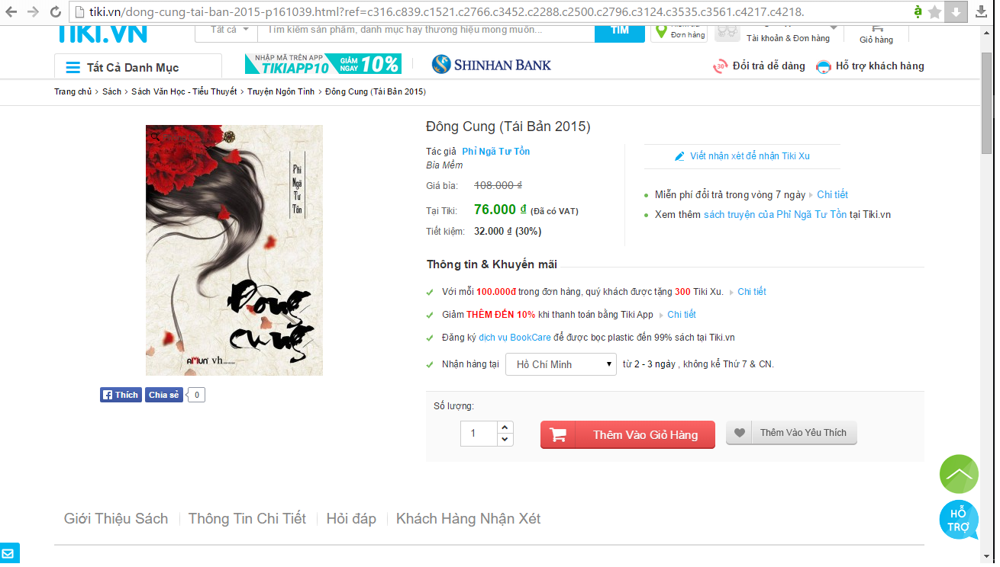 tiki.vn/dong-cung-tai-ban-2015-p161039.html?ref=c316.c839.c1521.c2766.c3452.c2288.c2500.c2796.c3124.c3535.c3561.c4217.c4218.
TIKI.VN
Tất cả
Tìm kiếm sản phẩm, danh mục hay thương hiệu mong muốn...
TÌM
Đơn hàng
Tài khoản & Đơn hàng
Giỏ hàng
Tất Cả Danh Mục
NHẬP MÃ TRÊN APP
TIKIAPP10
GIẢM NGAY 10%
SHINHAN BANK
30
Đổi trả dễ dàng
Hỗ trợ khách hàng
Trang chủ › Sách › Sách Văn Học - Tiểu Thuyết › Truyện Ngôn Tình › Đông Cung (Tái Bản 2015)
Phỉ
Ngã
Tư
Tồn
Đông
cung
AMUN vh
Thích
Chia sẻ
0
Đông Cung (Tái Bản 2015)
Tác giả Phỉ Ngã Tư Tồn
Bìa Mềm
Giá bìa: 108.000 ₫
Tại Tiki: 76.000 ₫ (Đã có VAT)
Tiết kiệm: 32.000 ₫ (30%)
Viết nhận xét để nhận Tiki Xu
Miễn phí đổi trả trong vòng 7 ngày Chi tiết
Xem thêm sách truyện của Phỉ Ngã Tư Tồn tại Tiki.vn
Thông tin & Khuyến mãi
Với mỗi 100.000đ trong đơn hàng, quý khách được tặng 300 Tiki Xu. Chi tiết
Giảm THÊM ĐẾN 10% khi thanh toán bằng Tiki App Chi tiết
Đăng ký dịch vụ BookCare để được bọc plastic đến 99% sách tại Tiki.vn
Nhận hàng tại Hồ Chí Minh từ 2 - 3 ngày , không kể Thứ 7 & CN.
Số lượng:
1
Thêm Vào Giỏ Hàng
Thêm Vào Yêu Thích
HỖ
TRỢ
Giới Thiệu Sách
Thông Tin Chi Tiết
Hỏi đáp
Khách Hàng Nhận Xét